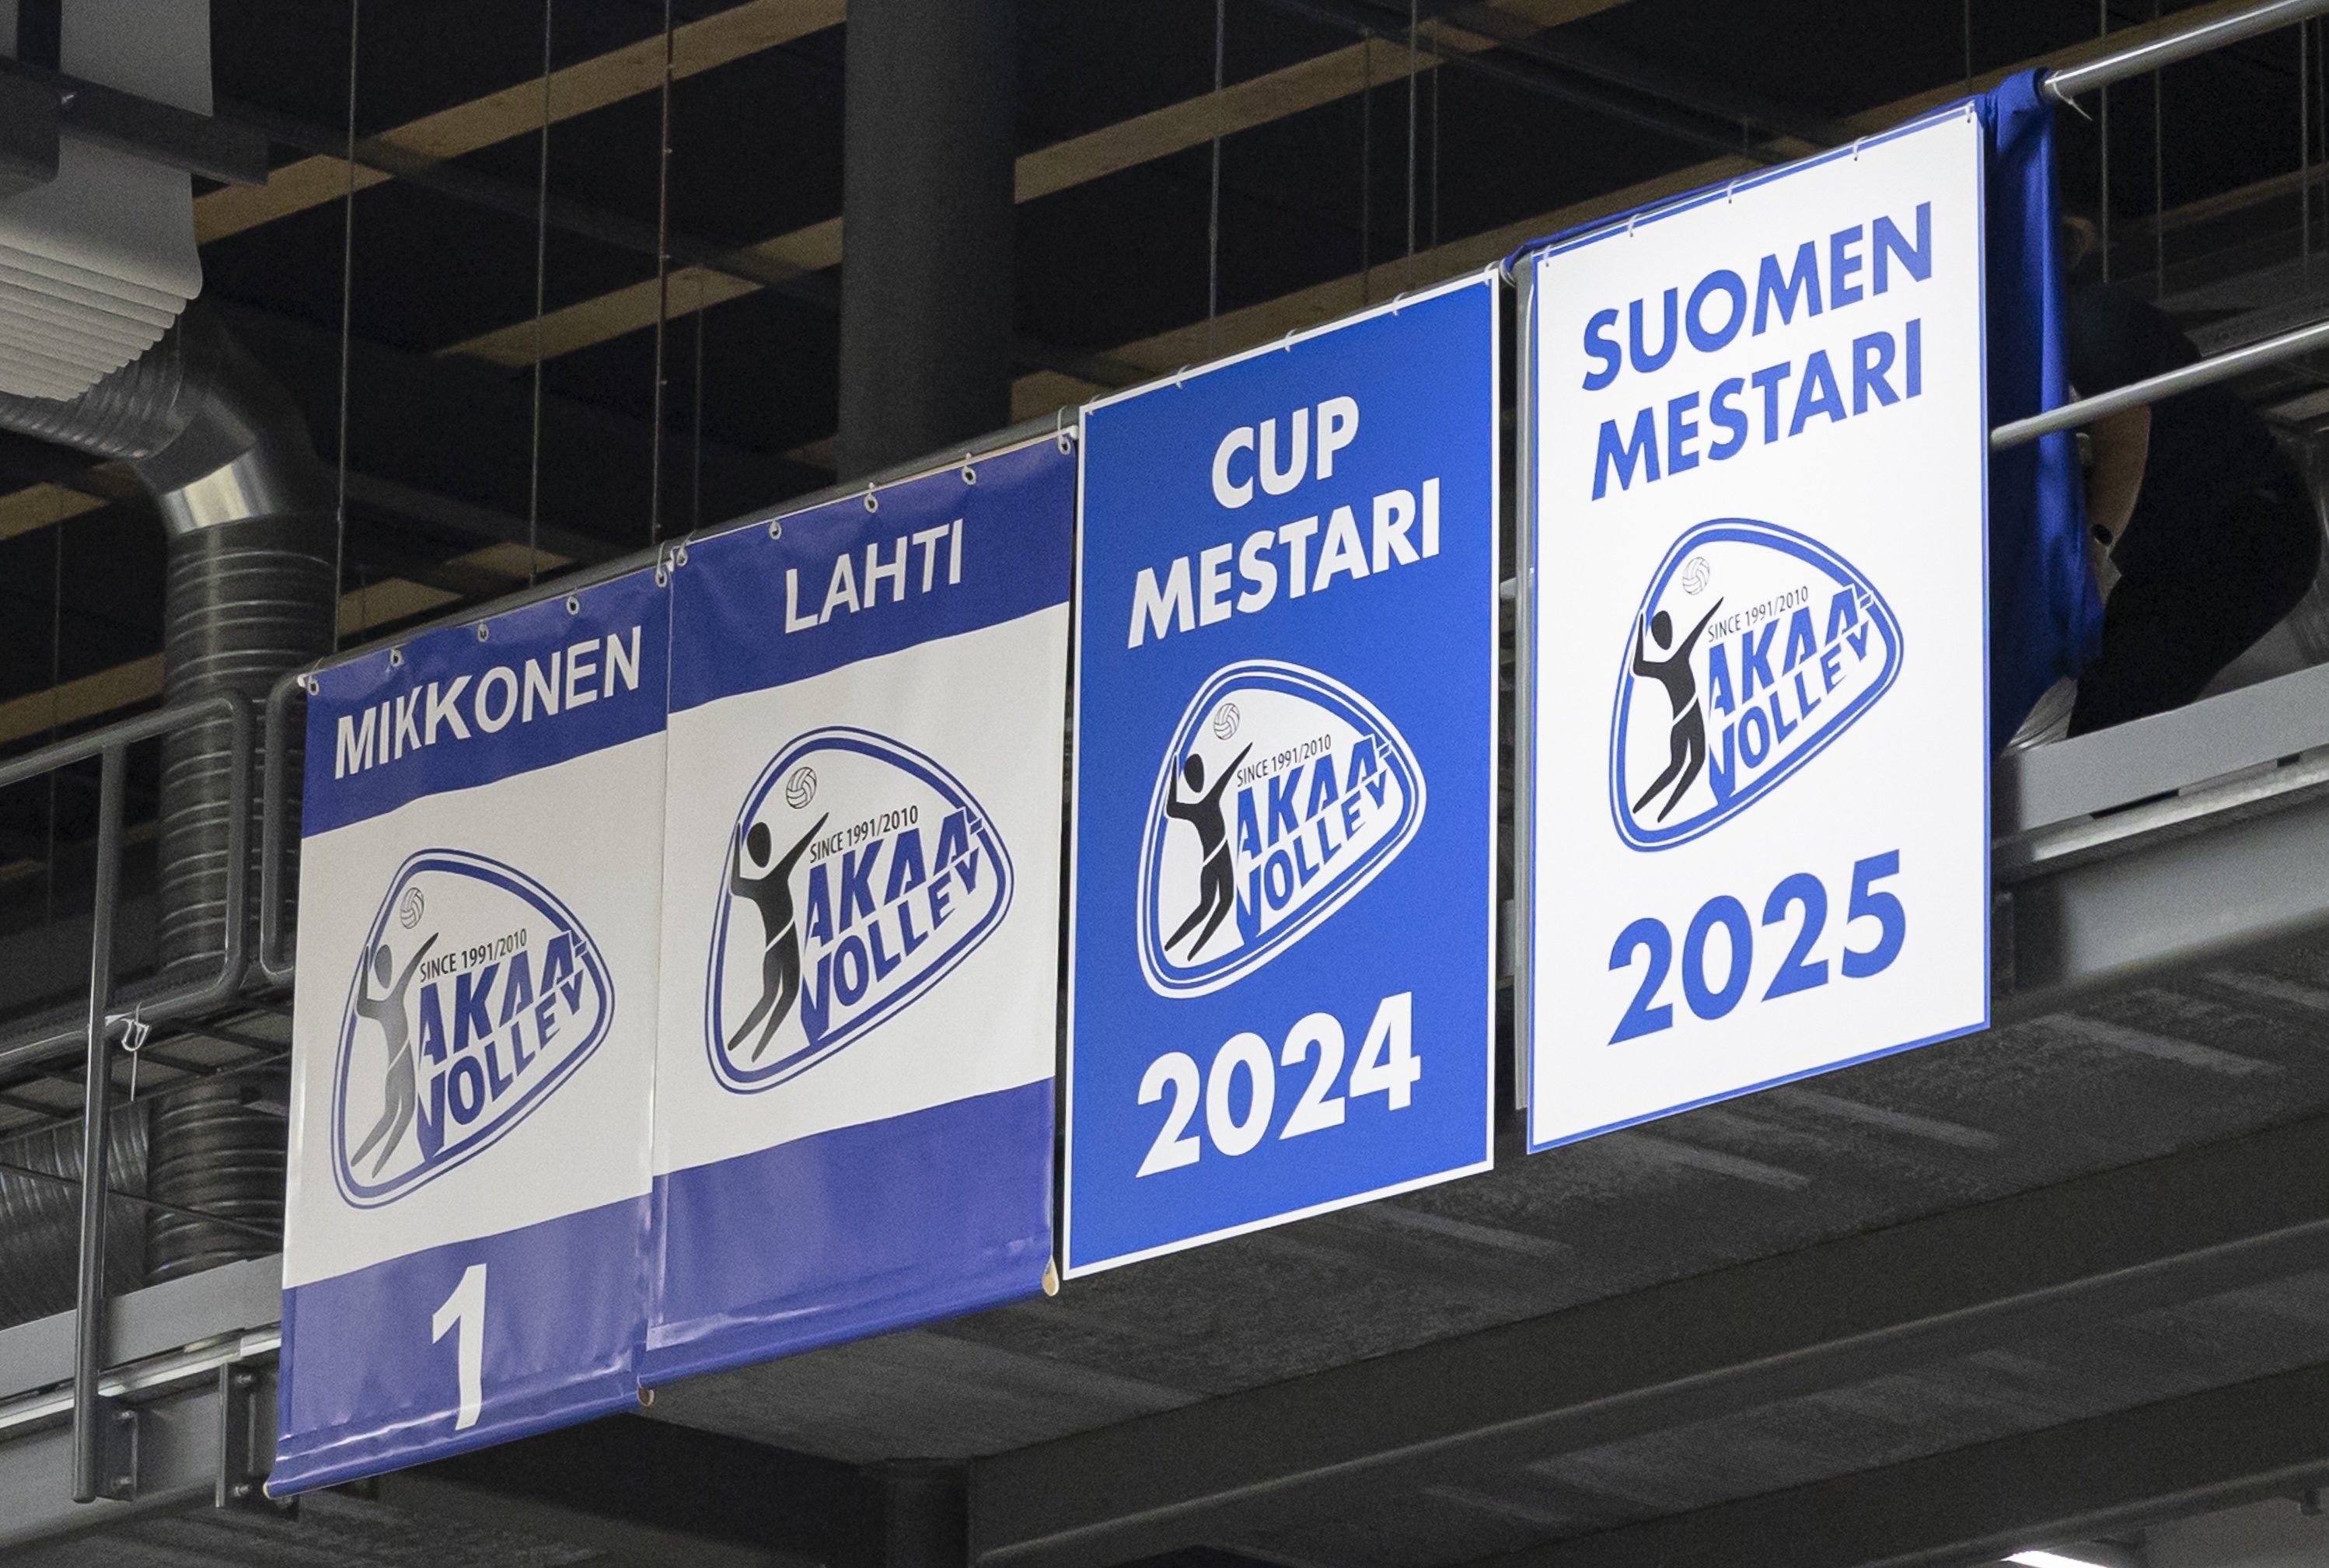 MIKKONEN
SINCE 1991/2010
AKAA-
VOLLEY
1
LAHTI
SINCE 1991/2010
AKAA-
VOLLEY
CUP
MESTARI
SINCE 1991/2010
AKAA-
VOLLEY
2024
SUOMEN
MESTARI
SINCE 1991/2010
AKAA-
VOLLEY
2025